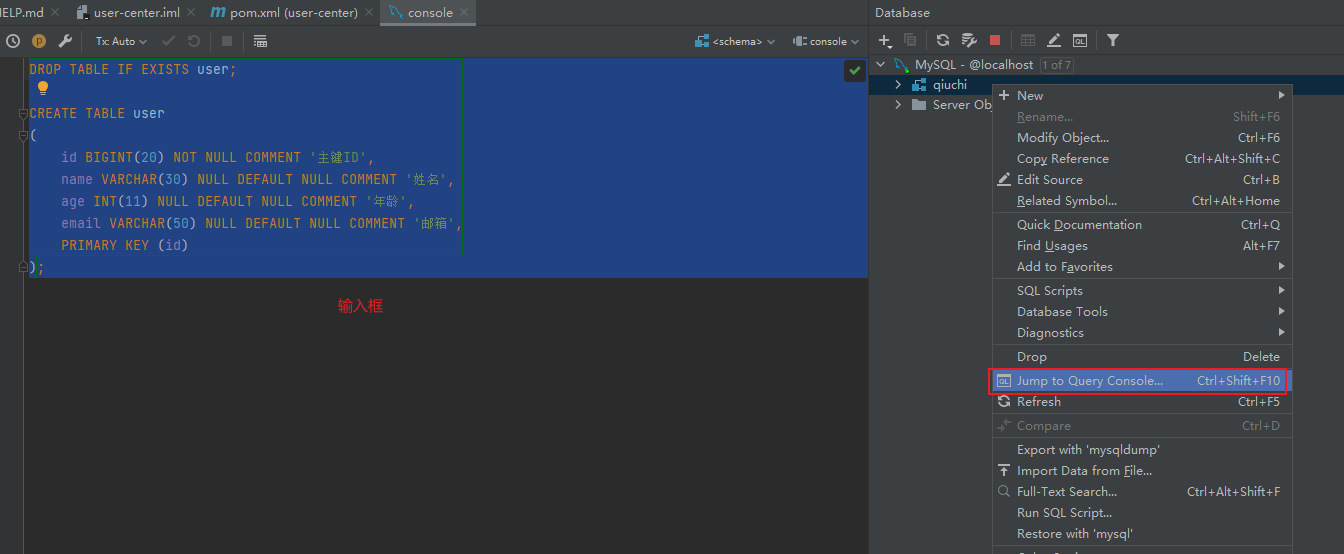 HELP.md
user-center.iml
pom.xml (user-center)
console
Tx: Auto
<schema>
console
DROP TABLE IF EXISTS user;
CREATE TABLE user
(
id BIGINT(20) NOT NULL COMMENT '主键ID',
name VARCHAR(30) NULL DEFAULT NULL COMMENT '姓名',
age INT(11) NULL DEFAULT NULL COMMENT '年龄',
email VARCHAR(50) NULL DEFAULT NULL COMMENT '邮箱',
PRIMARY KEY (id)
);
输入框
Database
MySQL - @localhost 1 of 7
qiuchi
Server Obj
New
Rename... Shift+F6
Modify Object... Ctrl+F6
Copy Reference Ctrl+Alt+Shift+C
Edit Source Ctrl+B
Related Symbol... Ctrl+Alt+Home
Quick Documentation Ctrl+Q
Find Usages Alt+F7
Add to Favorites
SQL Scripts
Database Tools
Diagnostics
Drop Delete
QL Jump to Query Console... Ctrl+Shift+F10
Refresh Ctrl+F5
Compare Ctrl+D
Export with 'mysqldump'
Import Data from File...
Full-Text Search... Ctrl+Alt+Shift+F
Run SQL Script...
Restore with 'mysql'